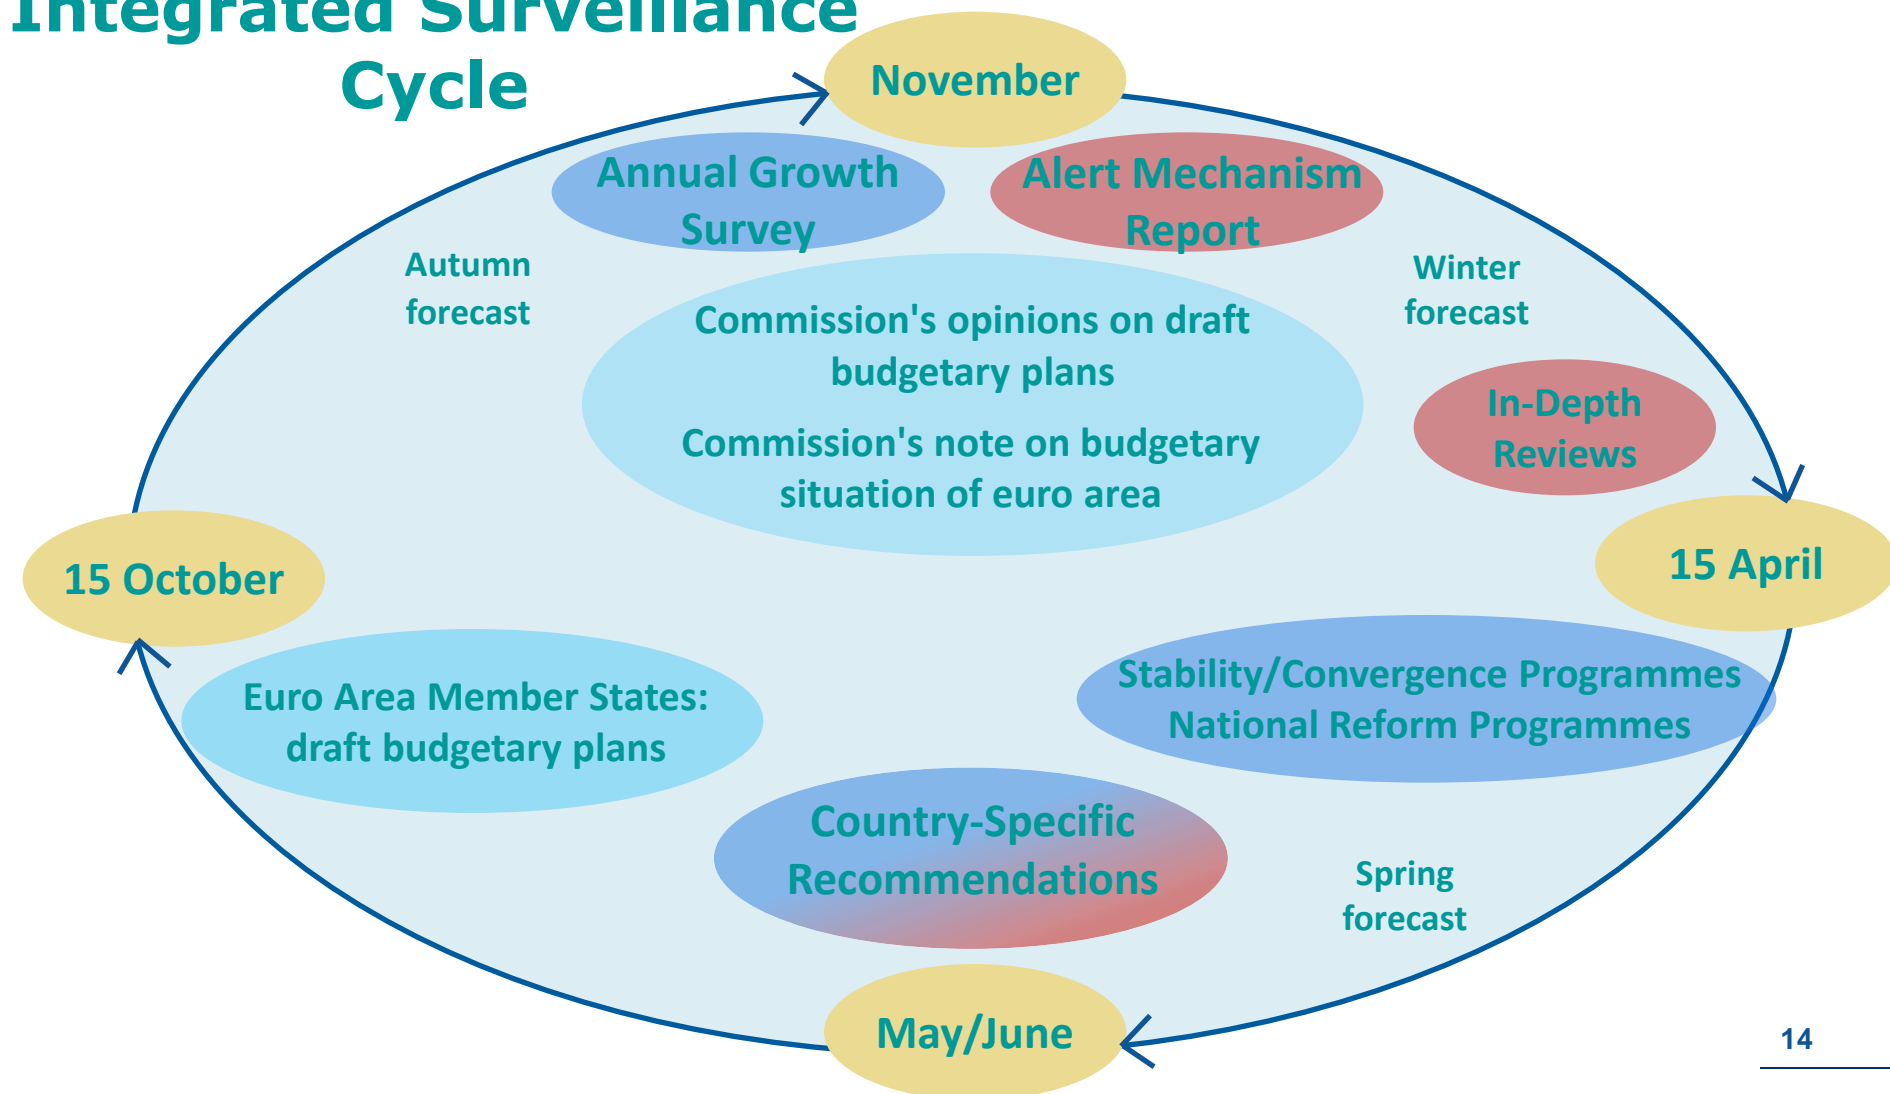 Integrated Surveillance
Cycle
November
Annual Growth
Survey
Alert Mechanism
Report
Autumn
forecast
Winter
forecast
Commission's opinions on draft
budgetary plans
Commission's note on budgetary
situation of euro area
In-Depth
Reviews
15 October
15 April
Euro Area Member States:
draft budgetary plans
Stability/Convergence Programmes
National Reform Programmes
Country-Specific
Recommendations
Spring
forecast
May/June
14